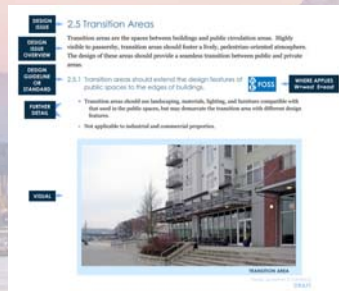 DESIGN
ISSUE
2.5 Transition Areas
DESIGN
ISSUE
OVERVIEW
Transition areas are the spaces between buildings and public circulation areas. Highly
visible to passersby, transition areas should foster a lively, pedestrian-oriented atmosphere.
The design of these areas should provide a seamless transition between public and private
areas.
DESIGN
GUIDELINE
OR
STANDARD
2.5.1 Transition areas should extend the design features of
public spaces to the edges of buildings.
FOSS
WHERE APPLIES
W=west E=east
FURTHER
DETAIL
• Transition areas should use landscaping, materials, lighting, and furniture compatible with
that used in the public spaces, but may demarcate the transition area with different design
features.
• Not applicable to industrial and commercial properties.
VISUAL
TRANSITION AREA
DRAFT